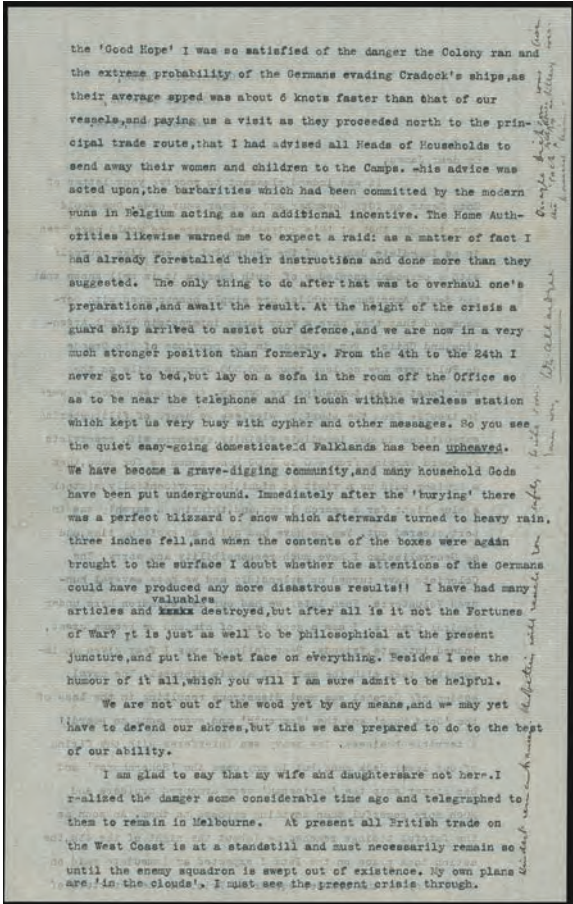 the 'Good Hope' I was so satisfied of the danger the Colony ran and
the extreme probability of the Germans evading Cradock's ships,as
their average spped was about 6 knots faster than that of our
vessels,and paying us a visit as they proceeded north to the prin-
cipal trade route,that I had advised all Heads of Households to
send away their women and children to the Camps. This advice was
acted upon,the barbarities which had been committed by the modern
Huns in Belgium acting as an additional incentive. The Home Auth-
orities likewise warned me to expect a raid: as a matter of fact I
had already forestalled their instructions and done more than they
suggested. The only thing to do after that was to overhaul one's
preparations,and await the result. At the height of the crisis a
guard ship arrived to assist our defence,and we are now in a very
much stronger position than formerly. From the 4th to the 24th I
never got to bed,but lay on a sofa in the room off the Office so
as to be near the telephone and in touch withthe wireless station
which kept us very busy with cypher and other messages. So you see
the quiet easy-going domesticated Falklands has been upheaved.
We have become a grave-digging community,and many household Gods
have been put underground. Immediately after the 'burying' there
was a perfect blizzard of snow which afterwards turned to heavy rain,
three inches fell,and when the contents of the boxes were again
brought to the surface I doubt whether the attentions of the Germans
could have produced any more disastrous results!! I have had many
valuables
articles and destroyed,but after all is it not the Fortunes
of War? It is just as well to be philosophical at the present
juncture,and put the best face on everything. Besides I see the
humour of it all,which you will I am sure admit to be helpful.
We are not out of the wood yet by any means,and we may yet
have to defend our shores,but this we are prepared to do to the best
of our ability.
I am glad to say that my wife and daughtersare not here.I
realized the danger some considerable time ago and telegraphed to
them to remain in Melbourne. At present all British trade on
the West Coast is at a standstill and must necessarily remain so
until the enemy squadron is swept out of existence. My own plans
are 'in the clouds'. I must see the present crisis through.
Kindest remembrances